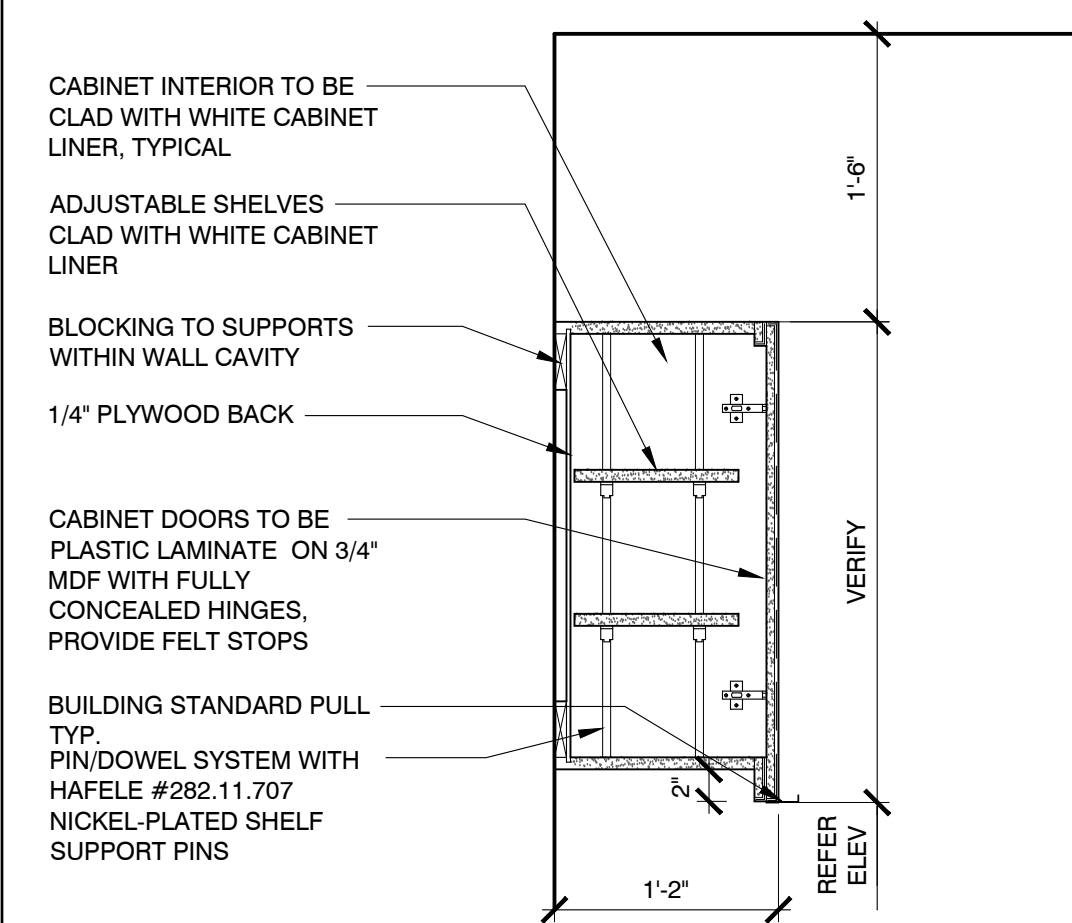 CABINET INTERIOR TO BE
CLAD WITH WHITE CABINET
LINER, TYPICAL
ADJUSTABLE SHELVES
CLAD WITH WHITE CABINET
LINER
BLOCKING TO SUPPORTS
WITHIN WALL CAVITY
1/4" PLYWOOD BACK
CABINET DOORS TO BE
PLASTIC LAMINATE ON 3/4"
MDF WITH FULLY
CONCEALED HINGES,
PROVIDE FELT STOPS
BUILDING STANDARD PULL
TYP.
PIN/DOWEL SYSTEM WITH
HAFELE #282.11.707
NICKEL-PLATED SHELF
SUPPORT PINS
1'-6"
VERIFY
2"
REFER
ELEV
1'-2"